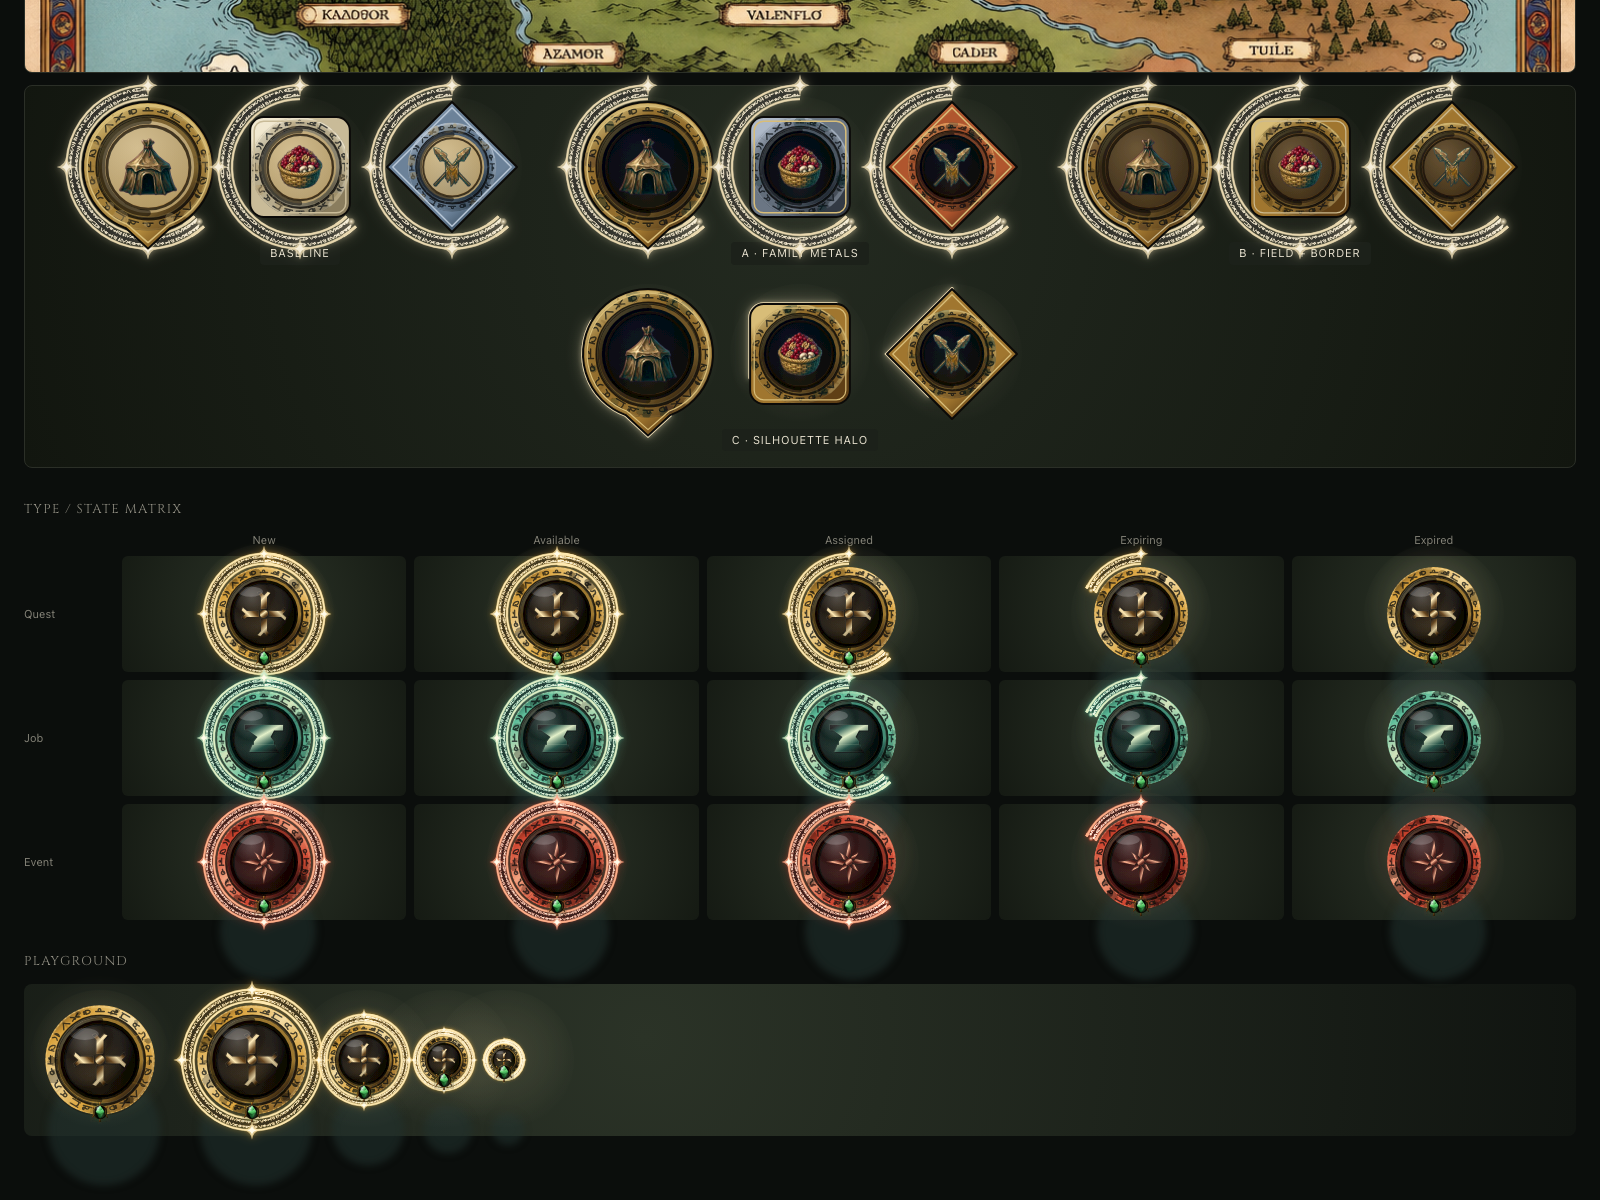 ΚΑΔΘΘΟΡ
VALENFLO
AZAMOR
CADER
TUILE
BASELINE
A · FAMILY METALS
B · FIELD + BORDER
C · SILHOUETTE HALO
TYPE / STATE MATRIX
New
Available
Assigned
Expiring
Expired
Quest
Job
Event
PLAYGROUND